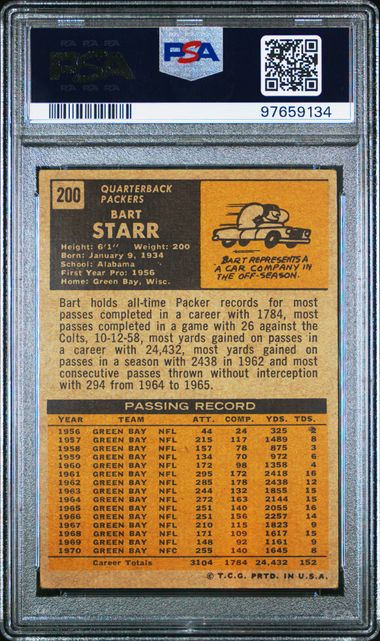 PSA
PSA
97659134
200
QUARTERBACK
PACKERS
BART
STARR
Height: 6'1" Weight: 200
Born: January 9, 1934
School: Alabama
First Year Pro: 1956
Home: Green Bay, Wisc.
BART REPRESENTS A
A CAR COMPANY IN
THE OFF-SEASON.
Bart holds all-time Packer records for most
passes completed in a career with 1784, most
passes completed in a game with 26 against the
Colts, 10-12-58, most yards gained on passes in
a career with 24,432, most yards gained on
passes in a season with 2438 in 1962 and most
consecutive passes thrown without interception
with 294 from 1964 to 1965.
PASSING RECORD
YEAR TEAM ATT. COMP. YDS. TDS.
1956 GREEN BAY NFL 44 24 325 2
1957 GREEN BAY NFL 215 117 1489 8
1958 GREEN BAY NFL 157 78 875 3
1959 GREEN BAY NFL 134 70 972 6
1960 GREEN BAY NFL 172 98 1358 4
1961 GREEN BAY NFL 295 172 2418 16
1962 GREEN BAY NFL 285 178 2438 12
1963 GREEN BAY NFL 244 132 1855 15
1964 GREEN BAY NFL 272 163 2144 15
1965 GREEN BAY NFL 251 140 2055 16
1966 GREEN BAY NFL 251 156 2257 14
1967 GREEN BAY NFL 210 115 1823 9
1968 GREEN BAY NFL 171 109 1617 15
1969 GREEN BAY NFL 148 92 1161 9
1970 GREEN BAY NFC 255 140 1645 8
Career Totals 3104 1784 24,432 152
© T.C.G. PRTD. IN U.S.A.